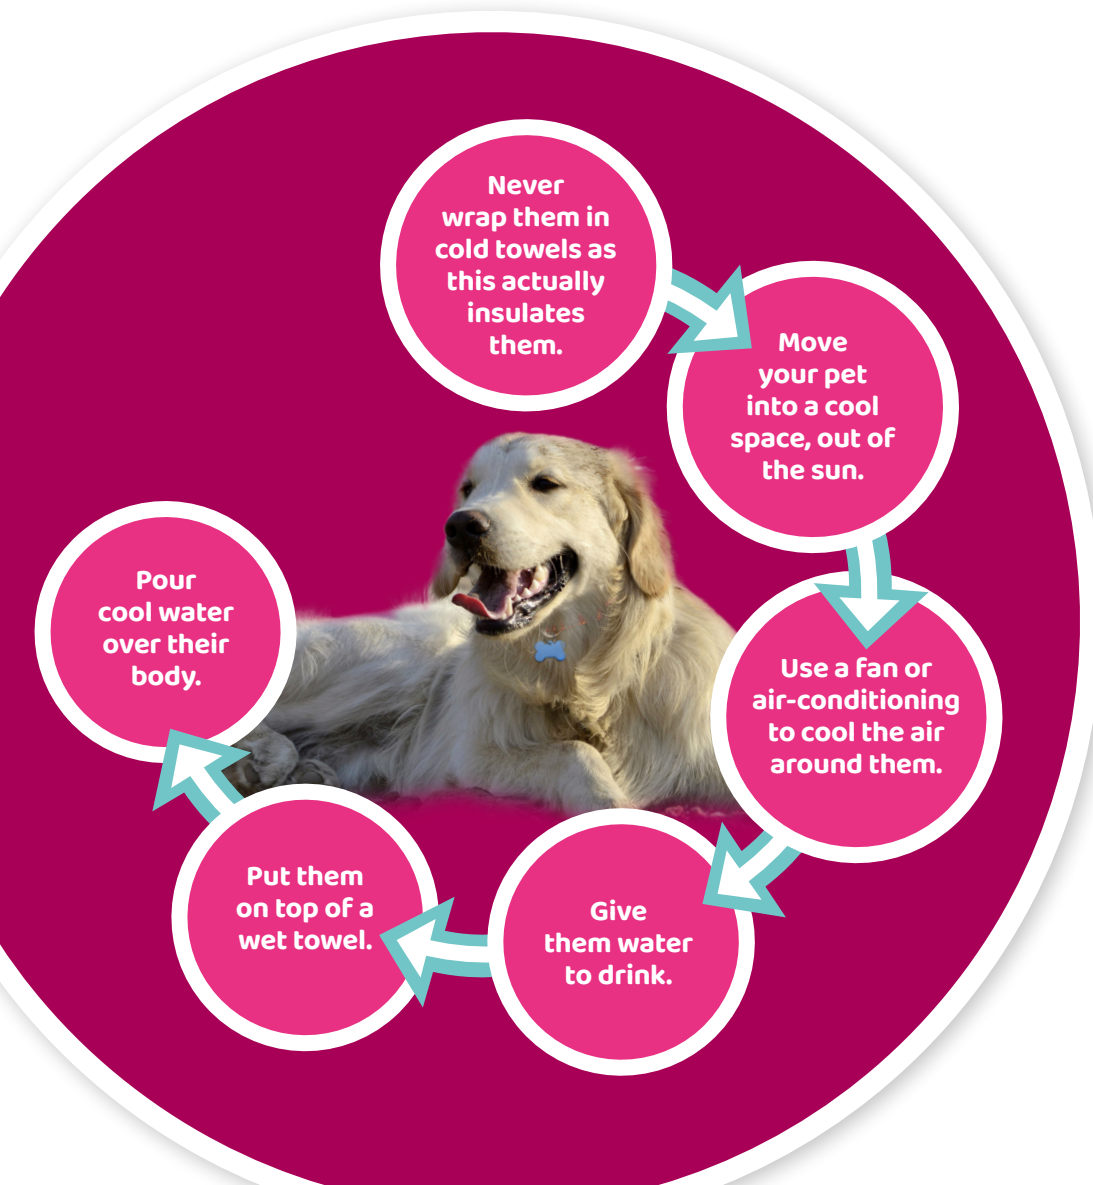 Never
wrap them in
cold towels as
this actually
insulates
them.
Move
your pet
into a cool
space, out of
the sun.
Use a fan or
air-conditioning
to cool the air
around them.
Give
them water
to drink.
Put them
on top of a
wet towel.
Pour
cool water
over their
body.